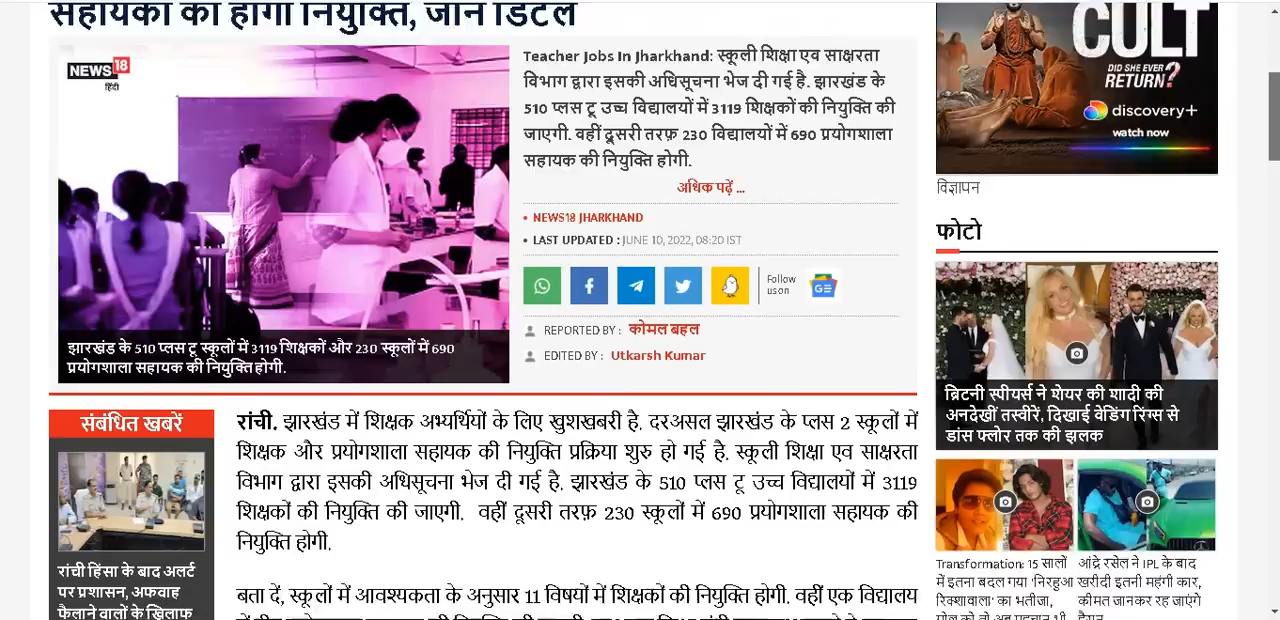 सहायकों की होगी नियुक्ति, जानें डिटेल
NEWS 18
हिंदी
झारखंड के 510 प्लस टू स्कूलों में 3119 शिक्षकों और 230 स्कूलों में 690
प्रयोगशाला सहायक की नियुक्ति होगी.
Teacher Jobs In Jharkhand: स्कूली शिक्षा एव साक्षरता
विभाग द्वारा इसकी अधिसूचना भेज दी गई है. झारखंड के
510 प्लस टू उच्च विद्यालयों में 3119 शिक्षकों की नियुक्ति की
जाएगी. वहीं दूसरी तरफ़ 230 विद्यालयों में 690 प्रयोगशाला
सहायक की नियुक्ति होगी.
अधिक पढ़ें ...
NEWS18 JHARKHAND
LAST UPDATED : JUNE 10, 2022, 08:20 IST
Follow
us on
GE
REPORTED BY : कोमल बहल
EDITED BY : Utkarsh Kumar
संबंधित खबरें
रांची हिंसा के बाद अलर्ट
पर प्रशासन, अफवाह
फैलाने वालों के खिलाफ
रांची. झारखंड में शिक्षक अभ्यर्थियों के लिए खुशखबरी है. दरअसल झारखंड के प्लस 2 स्कूलों में
शिक्षक और प्रयोगशाला सहायक की नियुक्ति प्रक्रिया शुरु हो गई है. स्कूली शिक्षा एव साक्षरता
विभाग द्वारा इसकी अधिसूचना भेज दी गई है. झारखंड के 510 प्लस टू उच्च विद्यालयों में 3119
शिक्षकों की नियुक्ति की जाएगी. वहीं दूसरी तरफ़ 230 स्कूलों में 690 प्रयोगशाला सहायक की
नियुक्ति होगी.
बता दें, स्कूलों में आवश्यकता के अनुसार 11 विषयों में शिक्षकों की नियुक्ति होगी. वहीं एक विद्यालय
CULT
DID SHE EVER
RETURN?
discovery+
watch now
विज्ञापन
फोटो
ब्रिटनी स्पीयर्स ने शेयर की शादी की
अनदेखीं तस्वीरें, दिखाई वेडिंग रिंग्स से
डांस फ्लोर तक की झलक
Transformation: 15 सालों
में इतना बदल गया 'निरहुआ
रिक्शावाला' का भतीजा,
आंद्रे रसेल ने IPL के बाद
खरीदी इतनी महंगी कार,
कीमत जानकर रह जाएंगे
हैरान